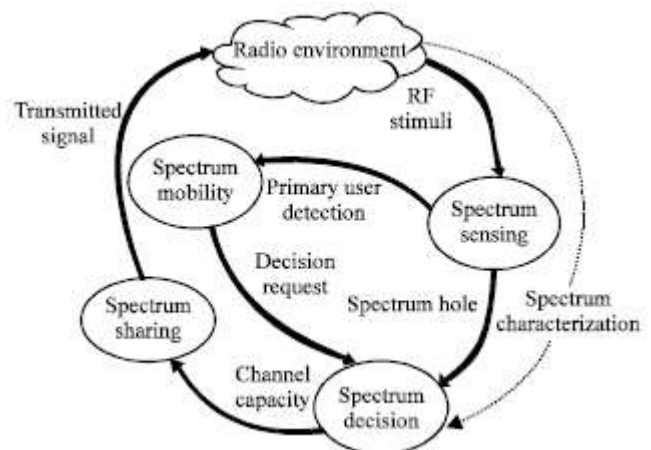 Radio environment
RF
stimuli
Transmitted
signal
Spectrum
mobility
Primary user
detection
Spectrum
sensing
Decision
request
Spectrum hole
Spectrum
characterization
Spectrum
sharing
Channel
capacity
Spectrum
decision